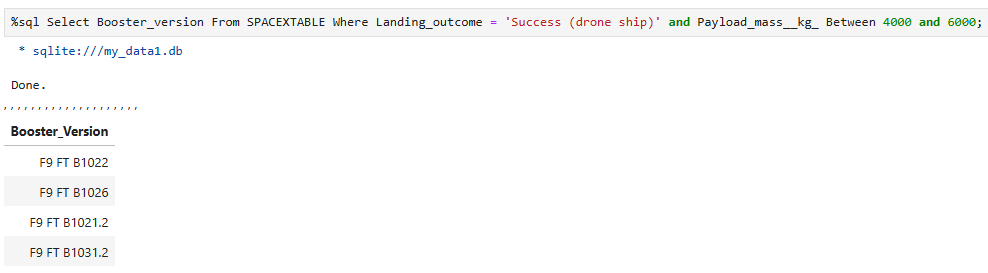 %sql Select Booster_version From SPACEXTABLE Where Landing_outcome = 'Success (drone ship)' and Payload_mass__kg_ Between 4000 and 6000;
* sqlite:///my_data1.db
Done.
, , , , , , , , , , , , , , , , , , , ,
Booster_Version
F9 FT B1022
F9 FT B1026
F9 FT B1021.2
F9 FT B1031.2